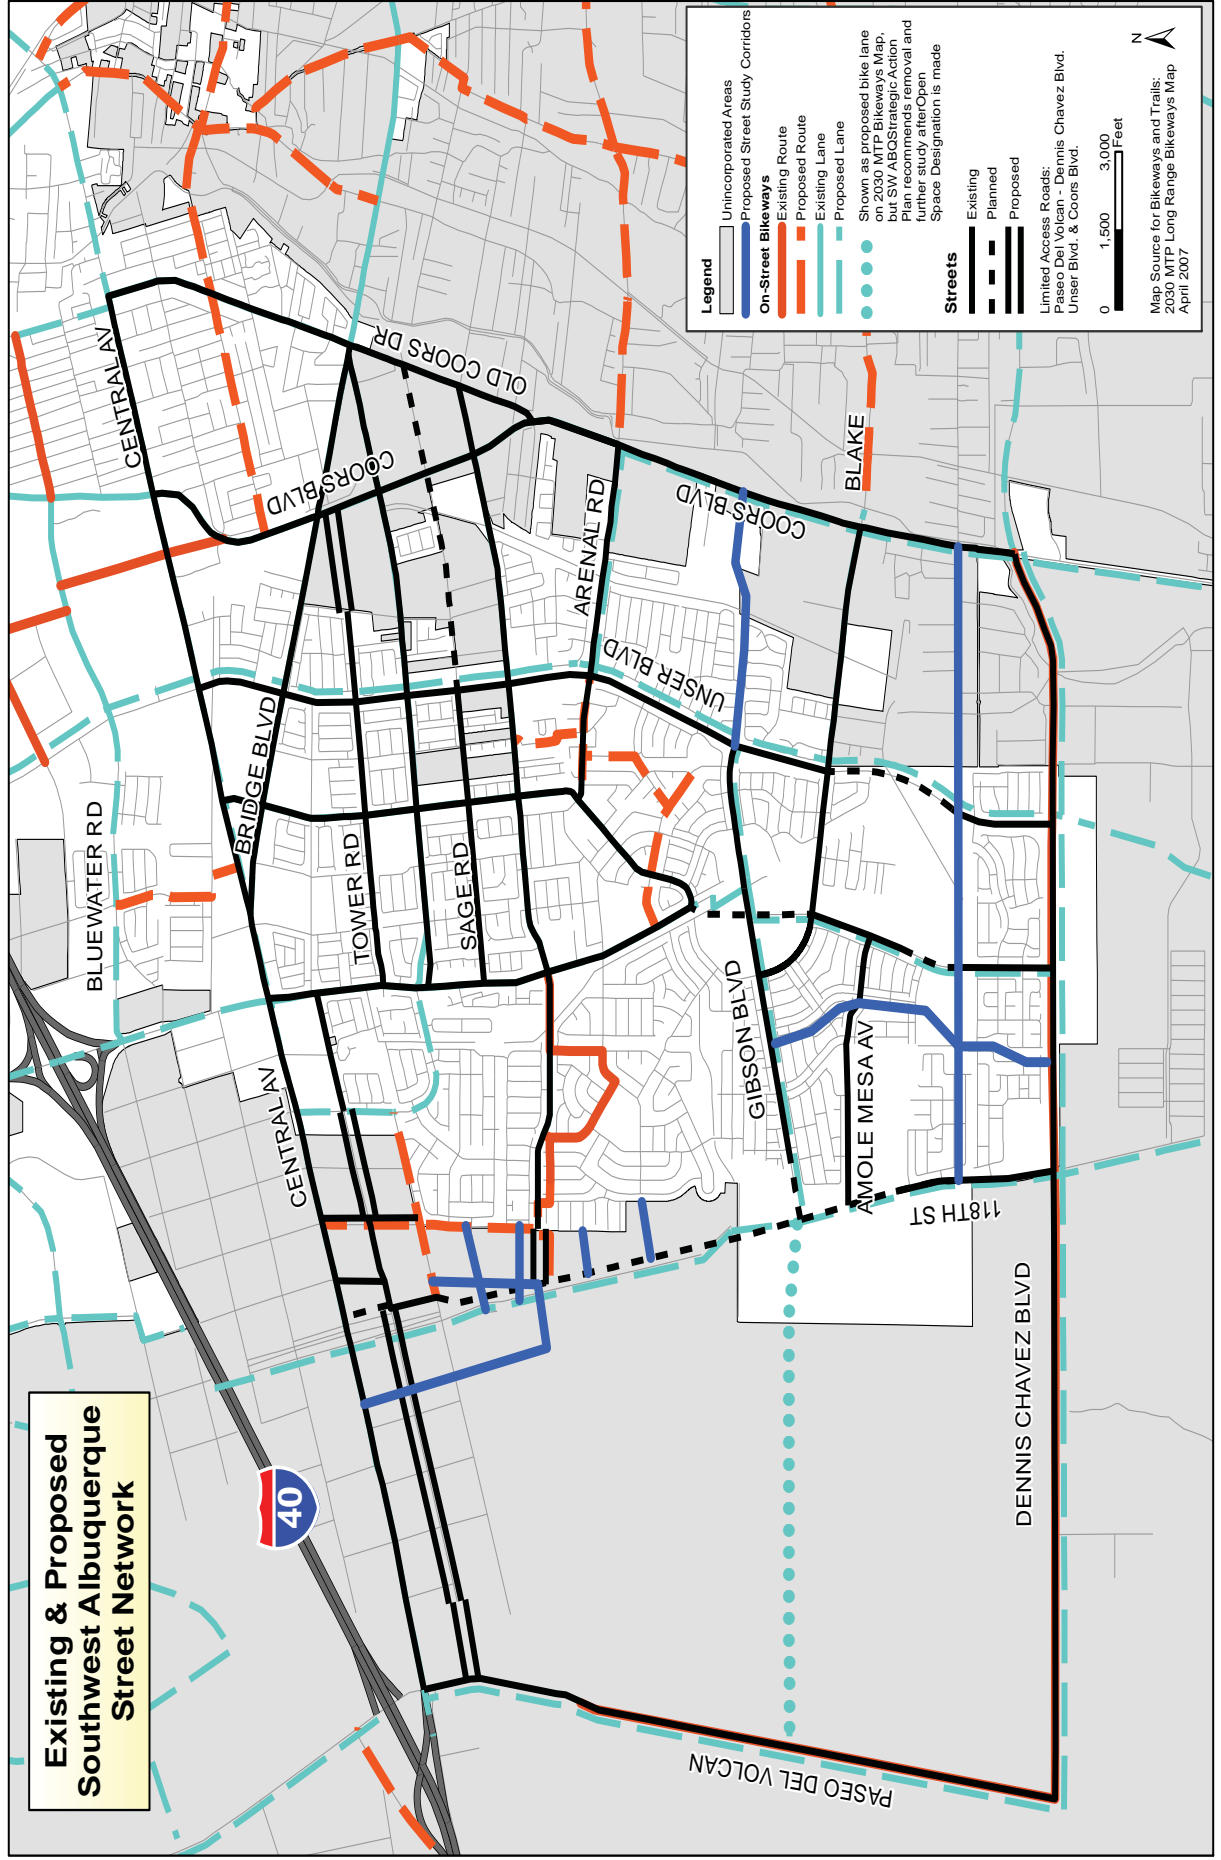 Existing & Proposed
Southwest Albuquerque
Street Network
40
BLUEWATER RD
CENTRAL AV
CENTRAL AV
BRIDGE BLVD
TOWER RD
SAGE RD
COORS BLVD
OLD COORS DR
ARENAL RD
UNSER BLVD
COORS BLVD
BLAKE
GIBSON BLVD
AMOLE MESA AV
118TH ST
DENNIS CHAVEZ BLVD
PASEO DEL VOLCAN
Legend
Unincorporated Areas
Proposed Street Study Corridors
On-Street Bikeways
Existing Route
Proposed Route
Existing Lane
Proposed Lane
Shown as proposed bike lane
on 2030 MTP Bikeways Map,
but SW ABQStrategic Action
Plan recommends removal and
further study afterOpen
Space Designation is made
Streets
Existing
Planned
Proposed
Limited Access Roads:
Paseo Del Volcan - Dennis Chavez Blvd.
Unser Blvd. & Coors Blvd.
0 1,500 3,000
Feet
Map Source for Bikeways and Trails:
2030 MTP Long Range Bikeways Map
April 2007
N